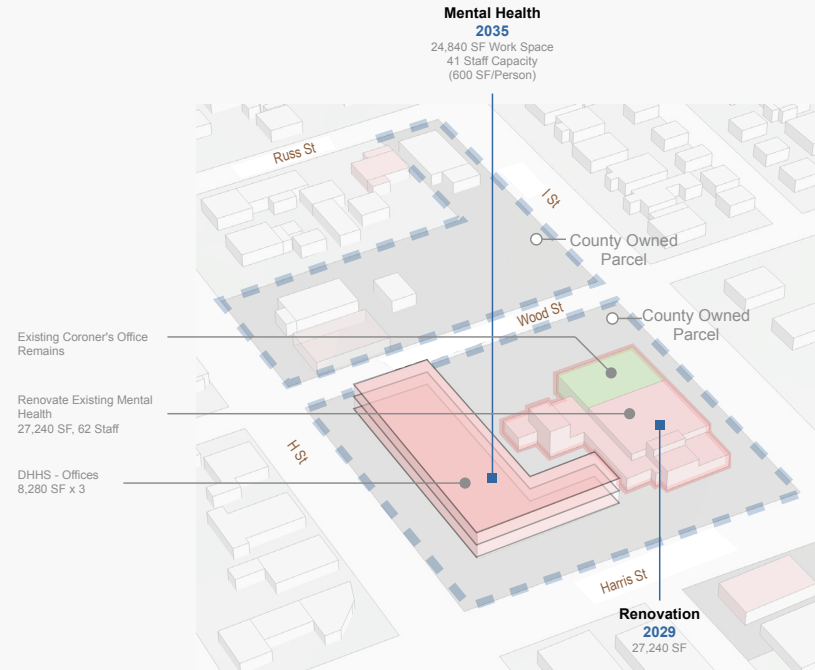 Mental Health
2035
24,840 SF Work Space
41 Staff Capacity
(600 SF/Person)
Russ St
I St
County Owned
Parcel
Wood St
County Owned
Parcel
Existing Coroner's Office
Remains
Renovate Existing Mental
Health
27,240 SF, 62 Staff
H St
DHHS - Offices
8,280 SF x 3
Harris St
Renovation
2029
27,240 SF